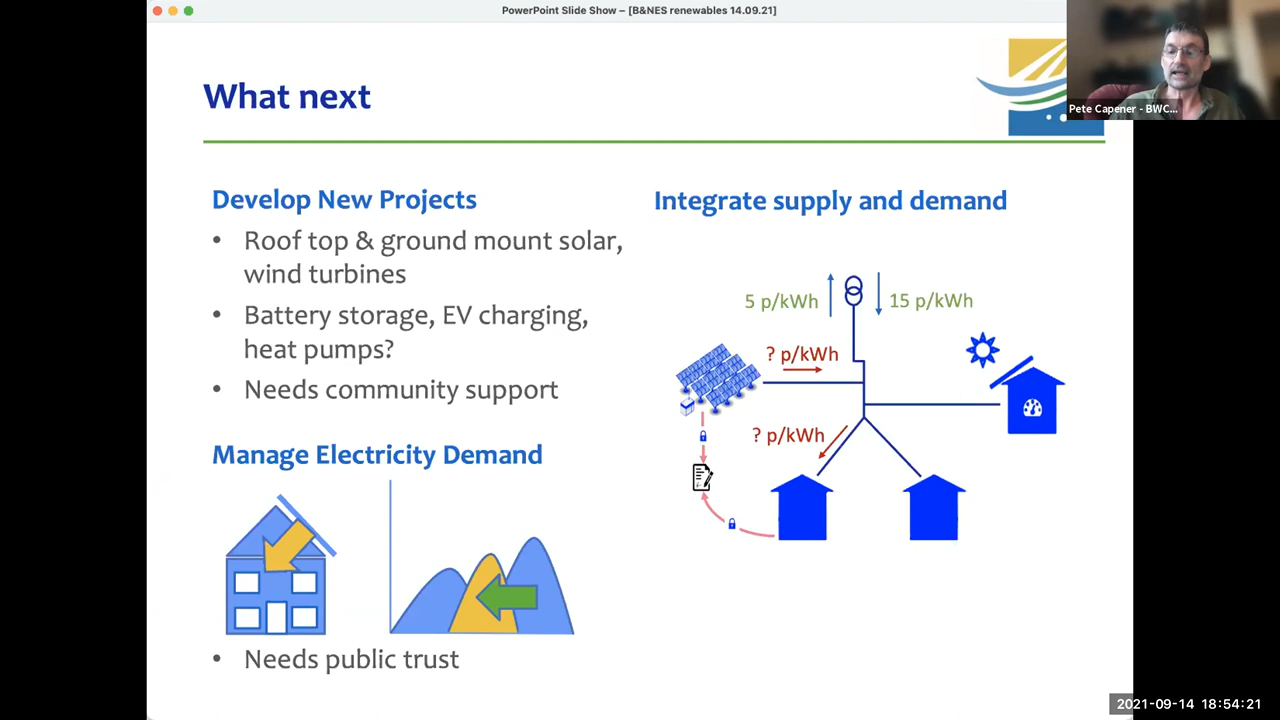 PowerPoint Slide Show – [B&NES renewables 14.09.21]
Pete Capener - BWC...
What next
Develop New Projects
• Roof top & ground mount solar,
wind turbines
• Battery storage, EV charging,
heat pumps?
• Needs community support
Manage Electricity Demand
• Needs public trust
Integrate supply and demand
5 p/kWh
15 p/kWh
? p/kWh
? p/kWh
2021-09-14 18:54:21